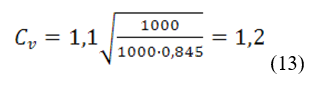 C_v = 1,1√(1000 / 1000·0,845) = 1,2
(13)